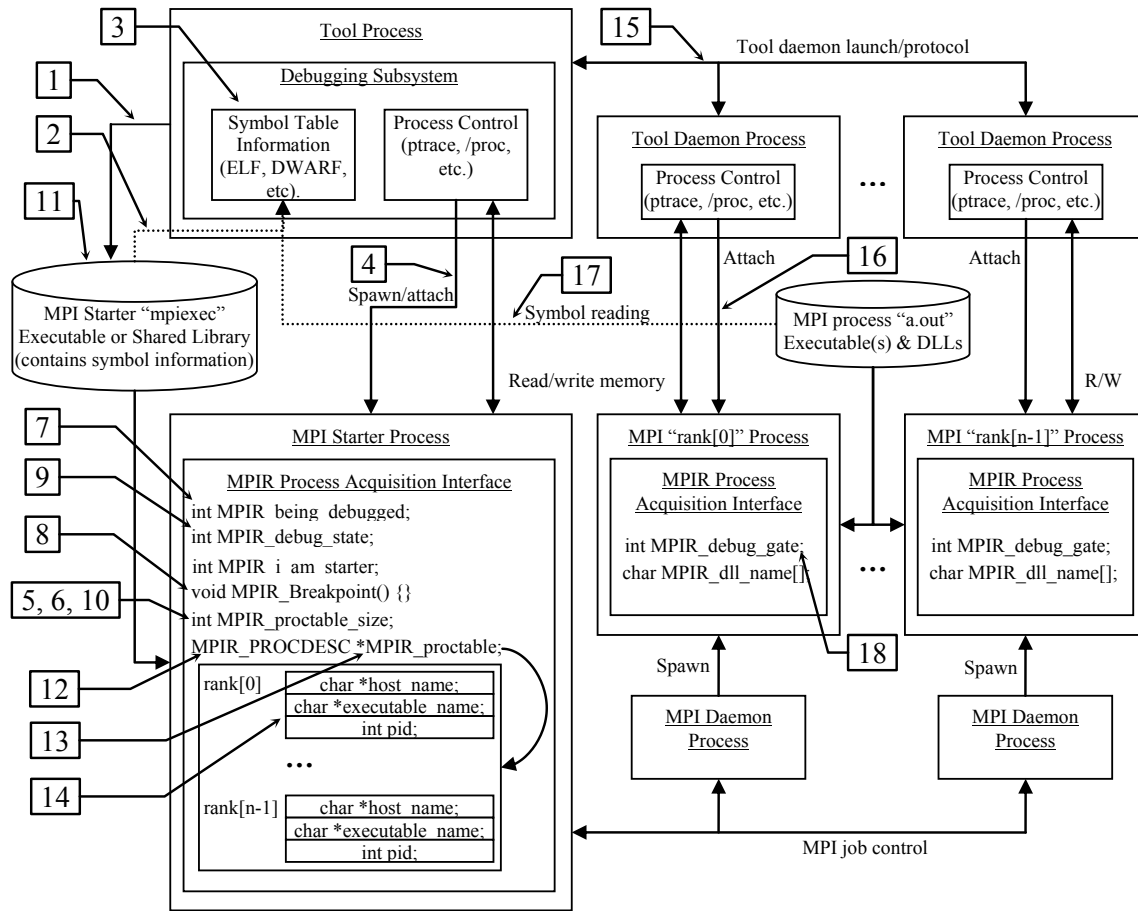 3
Tool Process
15
Tool daemon launch/protocol
Debugging Subsystem
1
Symbol Table
Information
(ELF, DWARF,
etc).
Process Control
(ptrace, /proc,
etc.)
2
Tool Daemon Process
Process Control
(ptrace, /proc, etc.)
...
Tool Daemon Process
Process Control
(ptrace, /proc, etc.)
11
4
Spawn/attach
17
Symbol reading
Attach
16
Attach
MPI Starter “mpiexec”
Executable or Shared Library
(contains symbol information)
MPI process “a.out”
Executable(s) & DLLs
Read/write memory
R/W
7
9
8
5, 6, 10
12
13
14
MPI Starter Process
MPIR Process Acquisition Interface
int MPIR_being_debugged;
int MPIR_debug_state;
int MPIR_i_am_starter;
void MPIR_Breakpoint() {}
int MPIR_proctable_size;
MPIR_PROCDESC *MPIR_proctable;
rank[0]
char *host_name;
char *executable_name;
int pid;
...
rank[n-1]
char *host_name;
char *executable_name;
int pid;
MPI “rank[0]” Process
MPIR Process
Acquisition Interface
int MPIR_debug_gate;
char MPIR_dll_name[];
...
MPI “rank[n-1]” Process
MPIR Process
Acquisition Interface
int MPIR_debug_gate;
char MPIR_dll_name[];
18
Spawn
Spawn
MPI Daemon
Process
...
MPI Daemon
Process
MPI job control